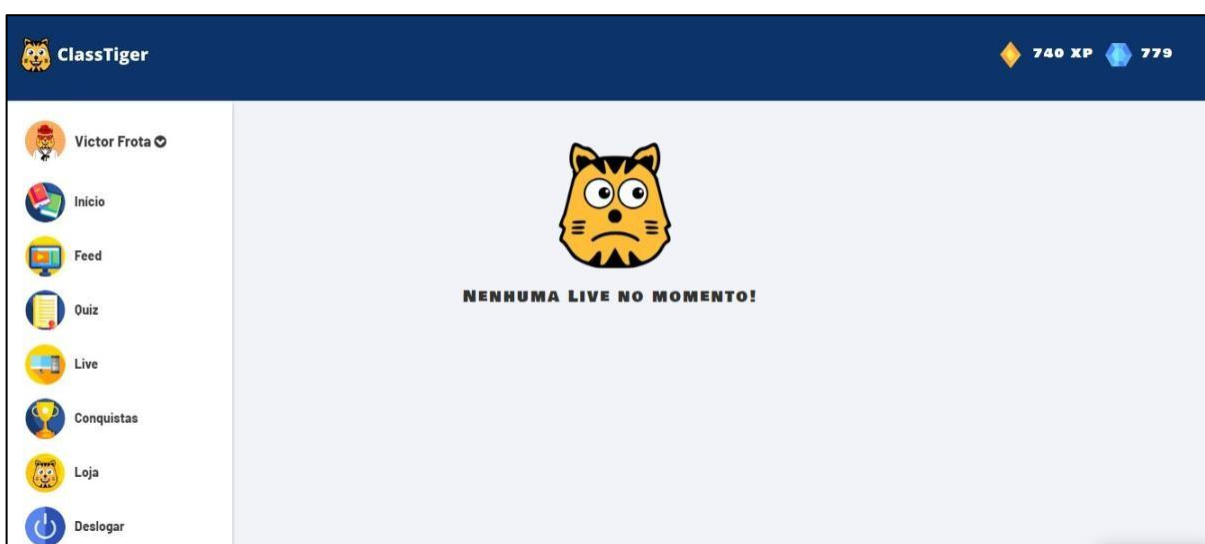 ClassTiger
740 XP 779
Victor Frota
Início
Feed
Quiz
Live
Conquistas
Loja
Deslogar
Nenhuma Live no momento!